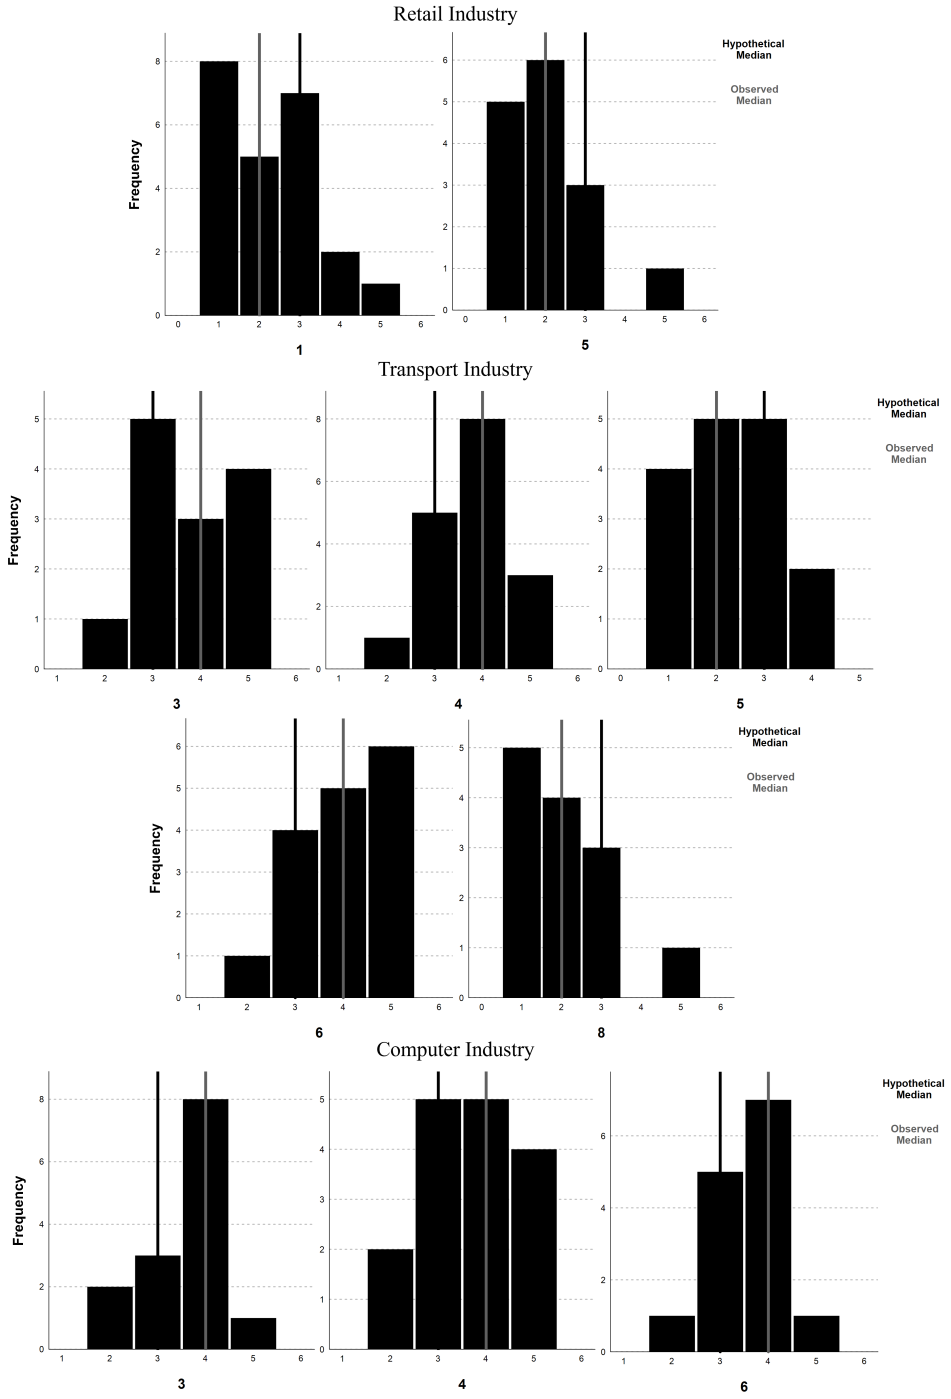 Retail Industry
Frequency
8
6
4
2
0
0 1 2 3 4 5 6
1
6
5
4
3
2
1
0
0 1 2 3 4 5 6
5
Hypothetical
Median
Observed
Median
Transport Industry
Frequency
5
4
3
2
1
0
1 2 3 4 5 6
3
8
6
4
2
0
1 2 3 4 5 6
4
5
4
3
2
1
0
0 1 2 3 4 5
5
Hypothetical
Median
Observed
Median
Frequency
6
5
4
3
2
1
0
1 2 3 4 5 6
6
5
4
3
2
1
0
0 1 2 3 4 5 6
8
Hypothetical
Median
Observed
Median
Computer Industry
Frequency
8
6
4
2
0
1 2 3 4 5 6
3
5
4
3
2
1
0
1 2 3 4 5 6
4
6
4
2
0
1 2 3 4 5 6
6
Hypothetical
Median
Observed
Median